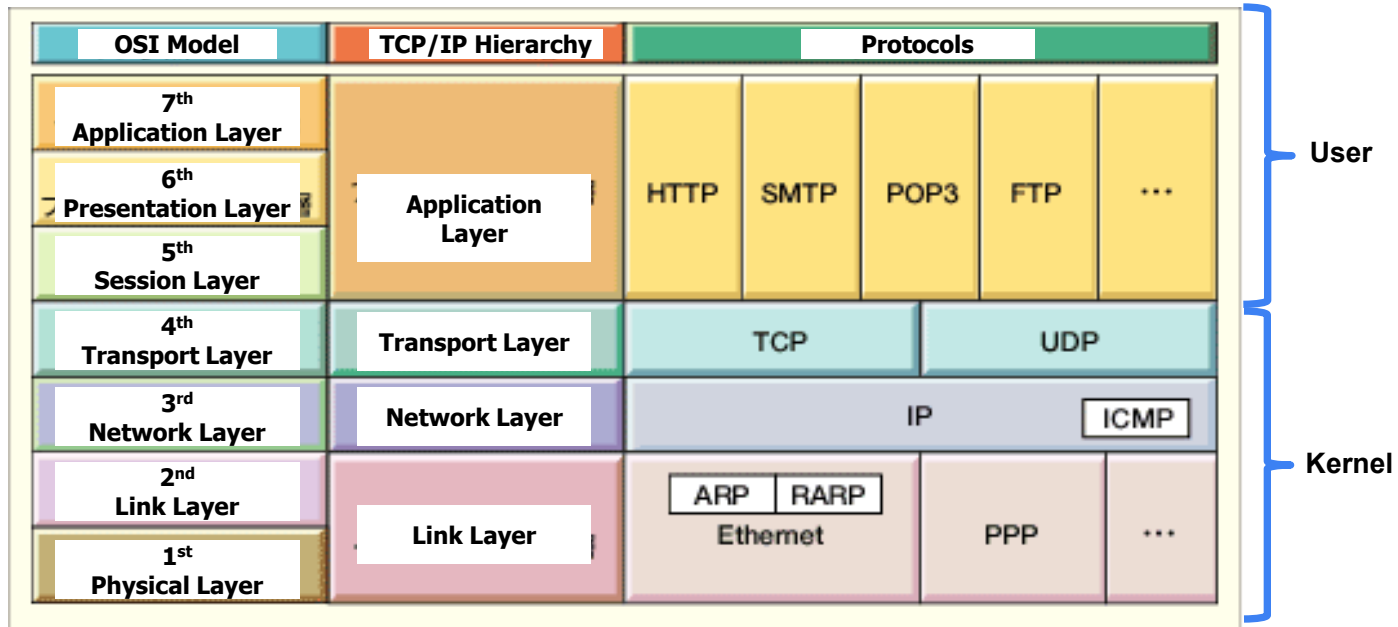 OSI Model
TCP/IP Hierarchy
Protocols
7th
Application Layer
6th
Presentation Layer
5th
Session Layer
Application
Layer
HTTP
SMTP
POP3
FTP
...
User
4th
Transport Layer
Transport Layer
TCP
UDP
3rd
Network Layer
Network Layer
IP
ICMP
2nd
Link Layer
1st
Physical Layer
Link Layer
ARP
RARP
Ethernet
PPP
...
Kernel